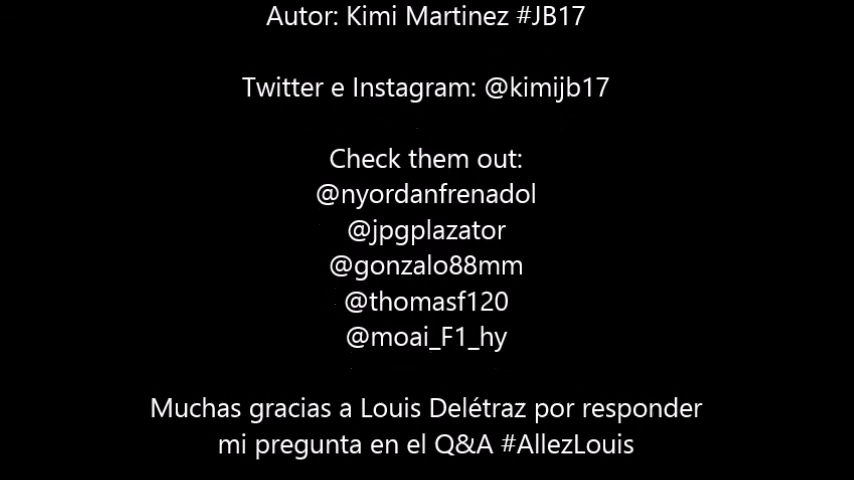 Autor: Kimi Martinez #JB17
Twitter e Instagram: @kimijb17
Check them out:
@nyordanfrenadol
@jpgplazator
@gonzalo88mm
@thomasf120
@moai_F1_hy
Muchas gracias a Louis Delétraz por responder
mi pregunta en el Q&A #AllezLouis